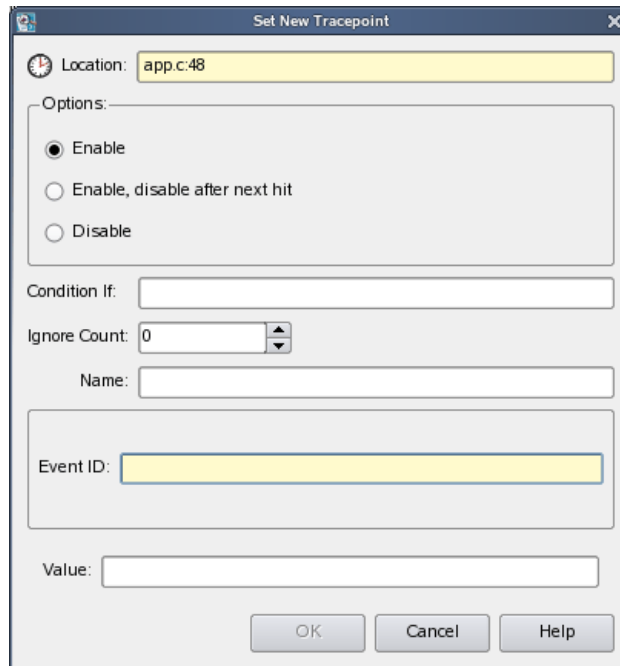 Set New Tracepoint
Location: app.c:48
Options:
Enable
Enable, disable after next hit
Disable
Condition If:
Ignore Count: 0
Name:
Event ID:
Value:
OK Cancel Help